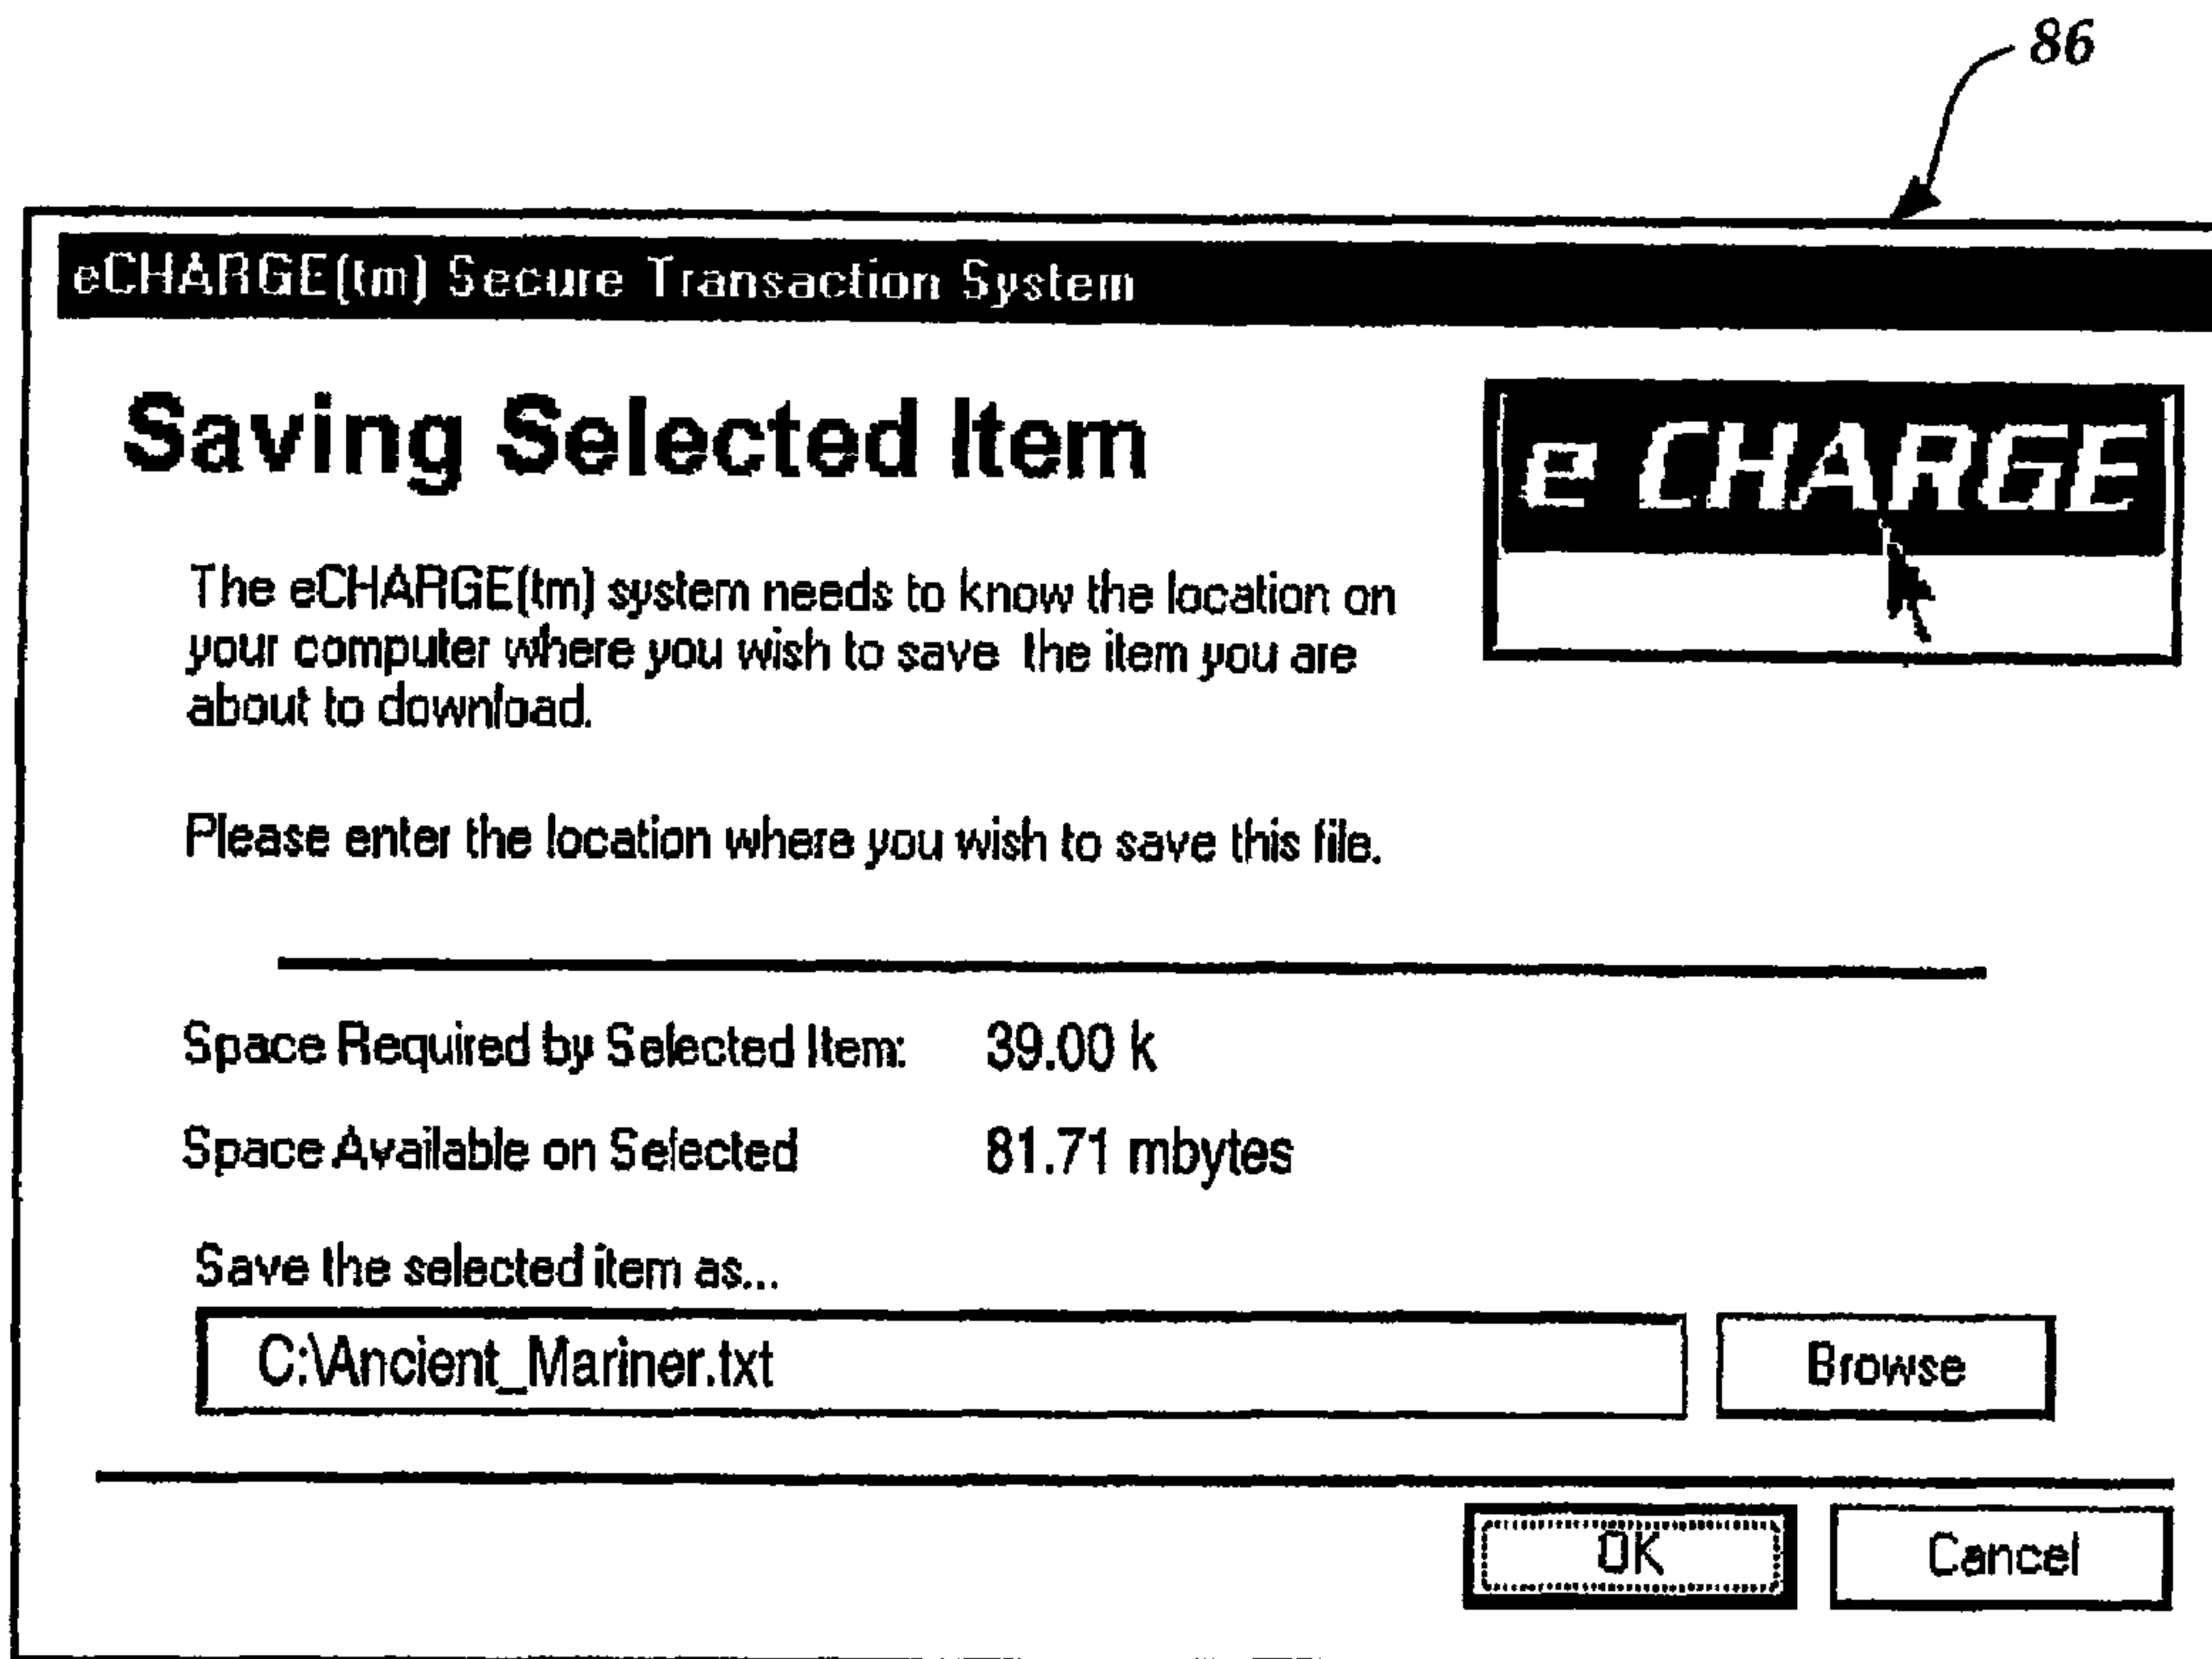 86
eCHARGE(tm) Secure Transaction System
Saving Selected Item
e CHARGE
The eCHARGE(tm) system needs to know the location on
your computer where you wish to save the item you are
about to download.
Please enter the location where you wish to save this file.
Space Required by Selected Item: 39.00 k
Space Available on Selected 81.71 mbytes
Save the selected item as...
C:\Ancient_Mariner.txt
Browse
OK
Cancel